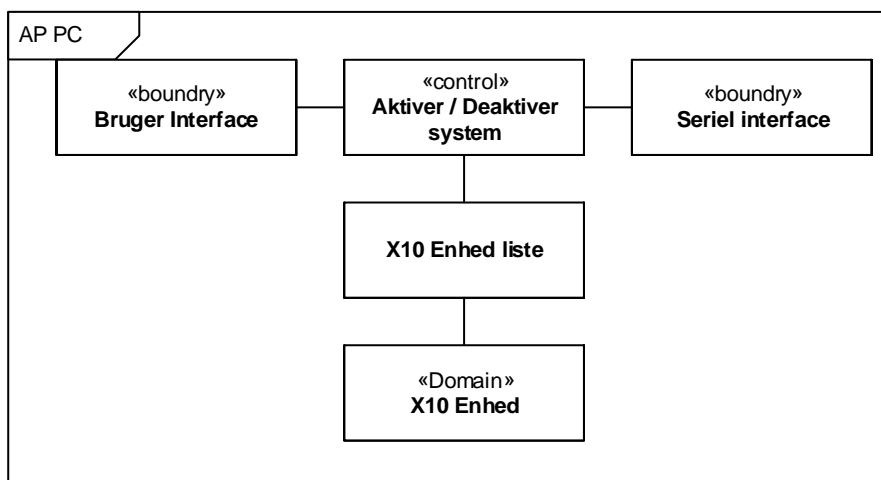 AP PC
«boundry»
Bruger Interface
«control»
Aktiver / Deaktiver
system
«boundry»
Seriel interface
X10 Enhed liste
«Domain»
X10 Enhed